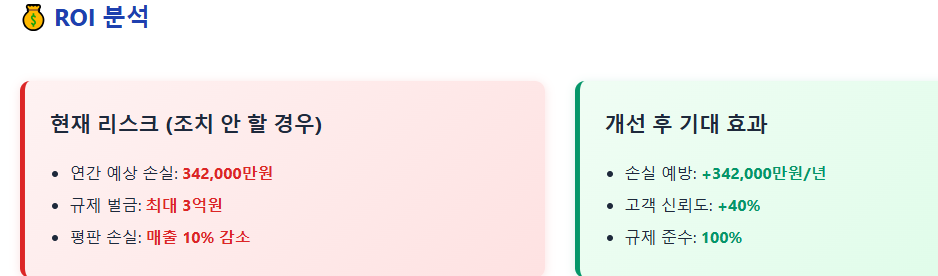 ROI 분석
현재 리스크 (조치 안 할 경우)
연간 예상 손실: 342,000만원
규제 벌금: 최대 3억원
평판 손실: 매출 10% 감소
개선 후 기대 효과
손실 예방: +342,000만원/년
고객 신뢰도: +40%
규제 준수: 100%